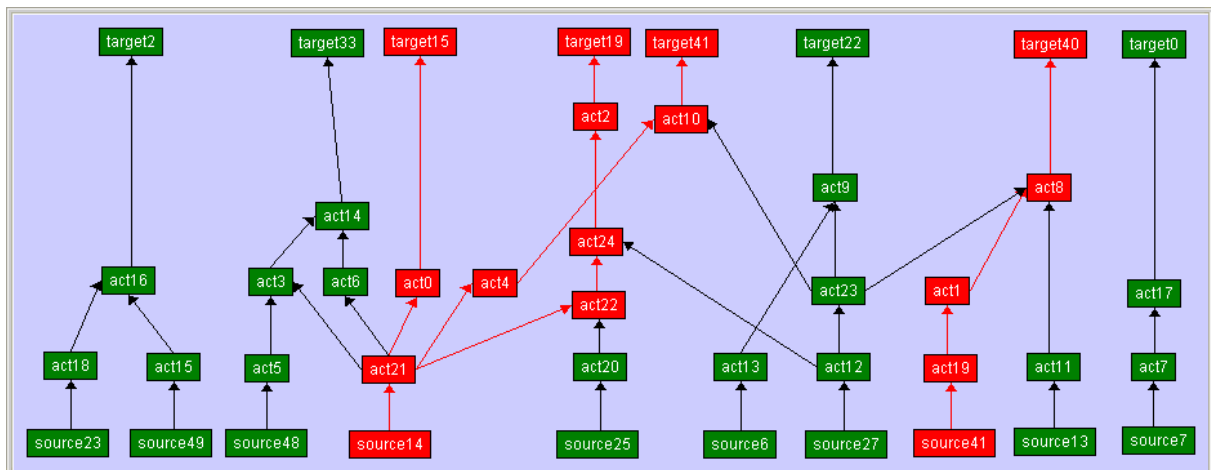 target2 target33 target15 target19 target41 target22 target40 target0
act2 act10
act9 act8
act14
act24
act16 act3 act6 act0 act4 act22 act23 act1 act17
act18 act15 act5 act21 act20 act13 act12 act19 act11 act7
source23 source49 source48 source14 source25 source6 source27 source41 source13 source7